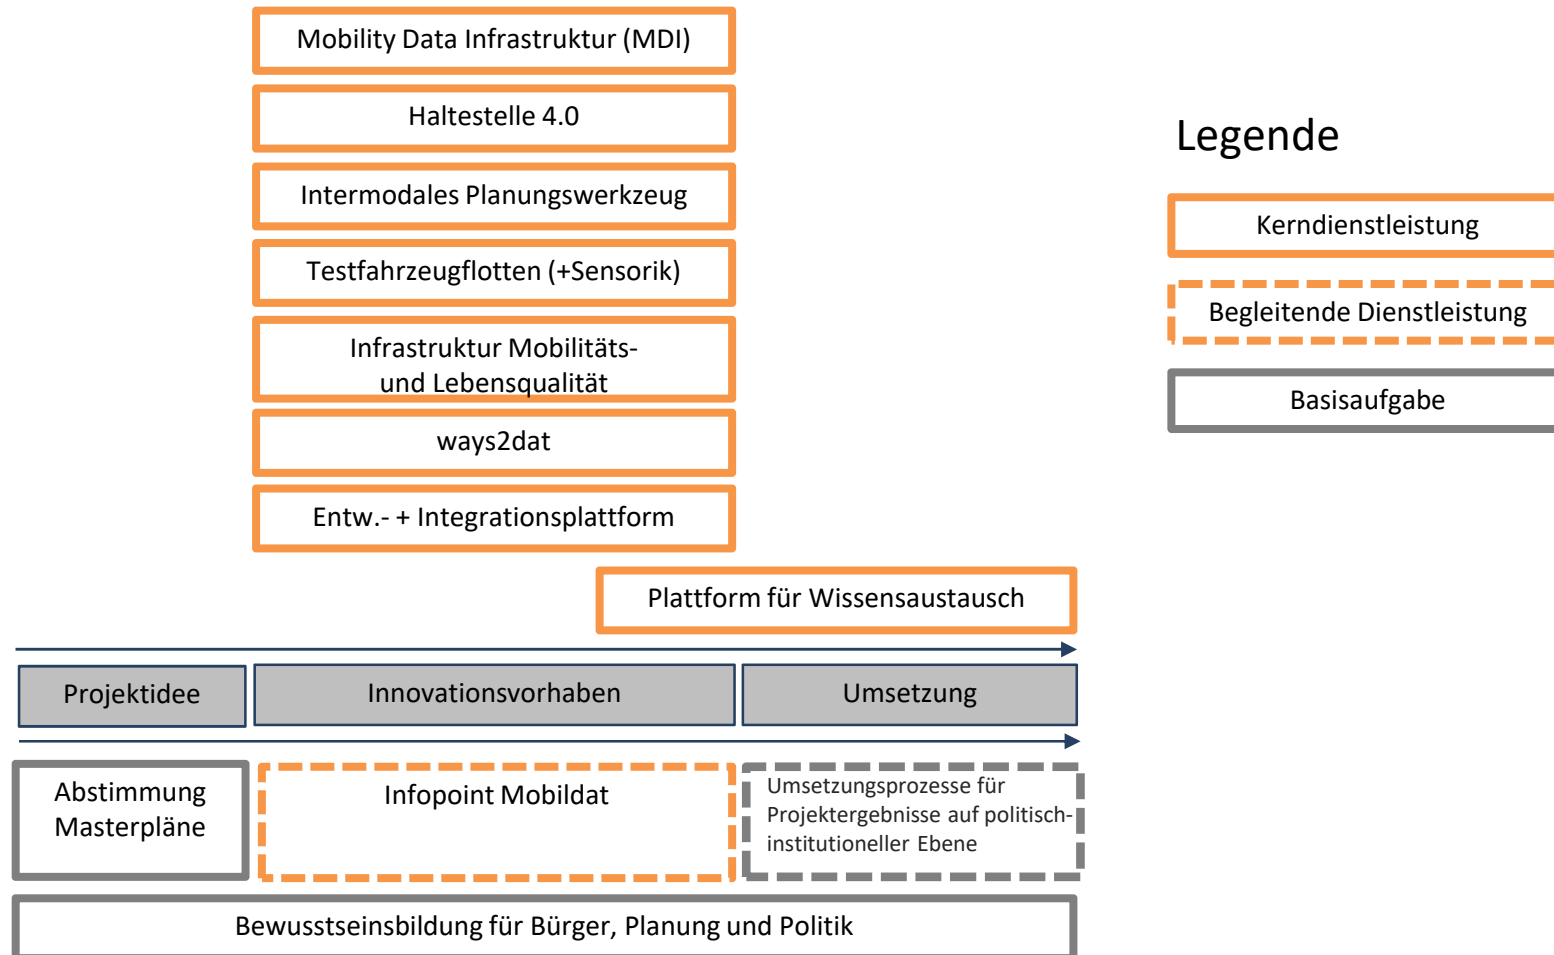 Mobility Data Infrastruktur (MDI)
Haltestelle 4.0
Intermodales Planungswerkzeug
Testfahrzeugflotten (+Sensorik)
Infrastruktur Mobilitäts-
und Lebensqualität
ways2dat
Entw.- + Integrationsplattform
Plattform für Wissensaustausch
Projektidee
Innovationsvorhaben
Umsetzung
Abstimmung
Masterpläne
Infopoint Mobildat
Umsetzungsprozesse für
Projektergebnisse auf politisch-
institutioneller Ebene
Bewusstseinsbildung für Bürger, Planung und Politik
Legende
Kerndienstleistung
Begleitende Dienstleistung
Basisaufgabe